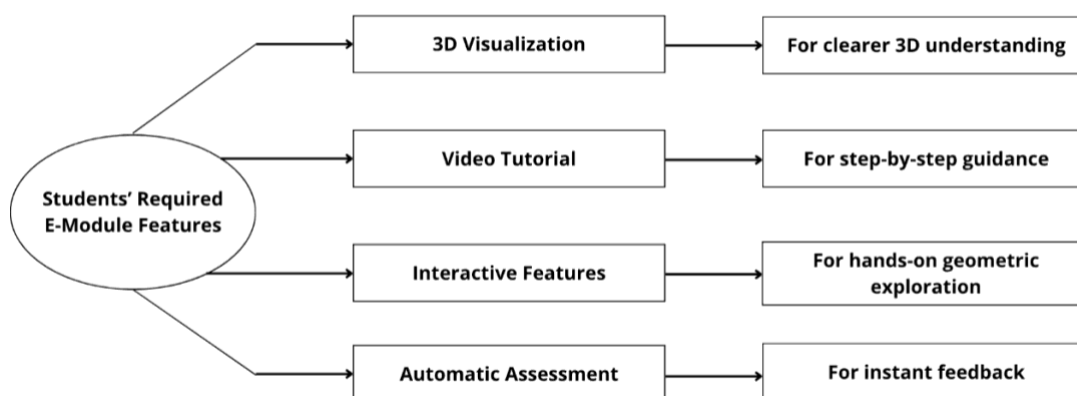 3D Visualization
For clearer 3D understanding
Video Tutorial
For step-by-step guidance
Students’ Required
E-Module Features
Interactive Features
For hands-on geometric
exploration
Automatic Assessment
For instant feedback